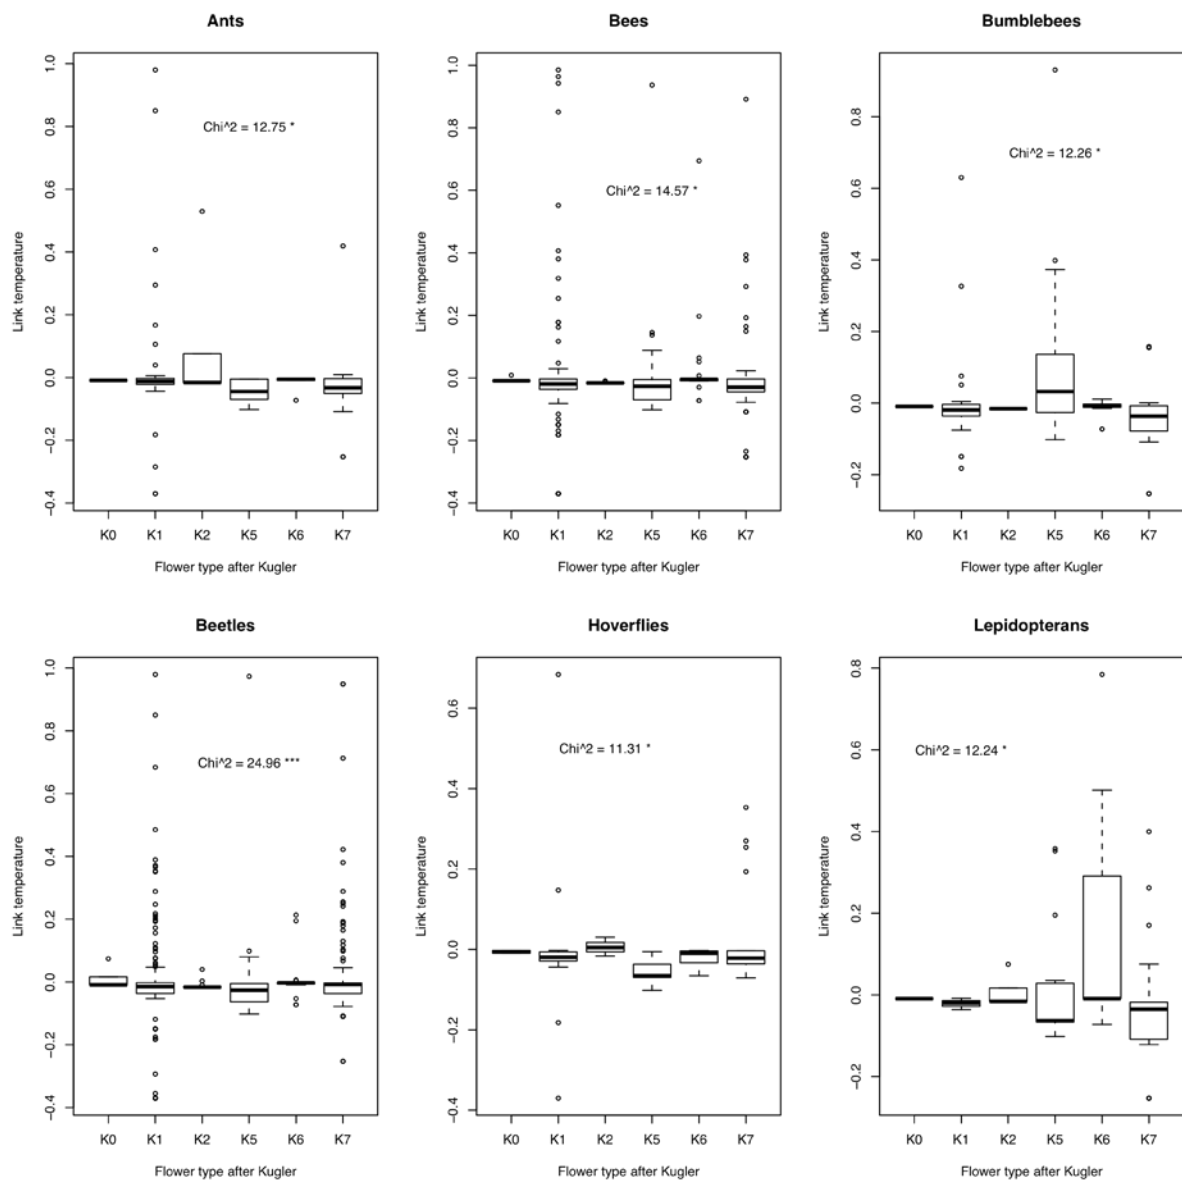 Ants
Chi^2 = 12.75 *
Link temperature
1.0
0.8
0.6
0.4
0.2
0.0
−0.2
−0.4
K0 K1 K2 K5 K6 K7
Flower type after Kugler
Bees
Chi^2 = 14.57 *
Link temperature
1.0
0.8
0.6
0.4
0.2
0.0
−0.2
−0.4
K0 K1 K2 K5 K6 K7
Flower type after Kugler
Bumblebees
Chi^2 = 12.26 *
Link temperature
0.8
0.6
0.4
0.2
0.0
−0.2
K0 K1 K2 K5 K6 K7
Flower type after Kugler
Beetles
Chi^2 = 24.96 ***
Link temperature
1.0
0.8
0.6
0.4
0.2
0.0
−0.2
−0.4
K0 K1 K2 K5 K6 K7
Flower type after Kugler
Hoverflies
Chi^2 = 11.31 *
Link temperature
0.6
0.4
0.2
0.0
−0.2
−0.4
K0 K1 K2 K5 K6 K7
Flower type after Kugler
Lepidopterans
Chi^2 = 12.24 *
Link temperature
0.8
0.6
0.4
0.2
0.0
−0.2
K0 K1 K2 K5 K6 K7
Flower type after Kugler